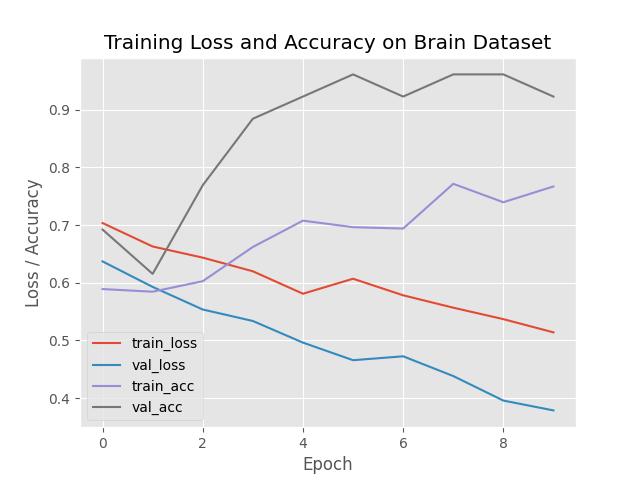 Training Loss and Accuracy on Brain Dataset
0.9
0.8
0.7
0.6
0.5
0.4
Loss / Accuracy
train_loss
val_loss
train_acc
val_acc
0 2 4 6 8
Epoch